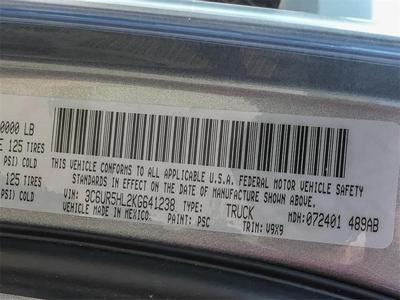 0000 LB
E 125 TIRES
PSI) COLD
125 TIRES
PSI) COLD
THIS VEHICLE CONFORMS TO ALL APPLICABLE U.S.A. FEDERAL MOTOR VEHICLE SAFETY
STANDARDS IN EFFECT ON THE DATE OF MANUFACTURE SHOWN ABOVE.
VIN: 3C6UR5HL2KG641238 TYPE: TRUCK MDH:072401 489AB
MADE IN MEXICO. PAINT: PSC TRIM: V9X9